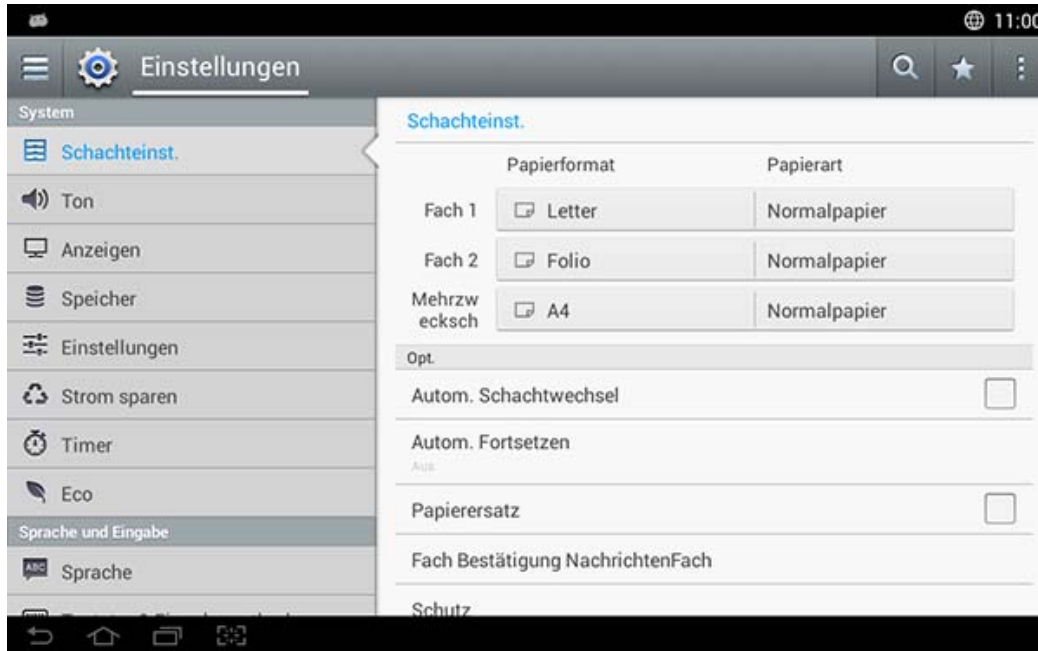 11:00
Einstellungen
System
Schachteinst.
Ton
Anzeigen
Speicher
Einstellungen
Strom sparen
Timer
Eco
Sprache und Eingabe
ABC Sprache
Schachteinst.
Papierformat Papierart
Fach 1 Letter Normalpapier
Fach 2 Folio Normalpapier
Mehrzw
ecksch A4 Normalpapier
Opt.
Autom. Schachtwechsel
Autom. Fortsetzen
Aus
Papierersatz
Fach Bestätigung NachrichtenFach
Schutz